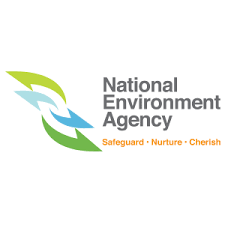 National
Environment
Agency
Safeguard • Nurture • Cherish